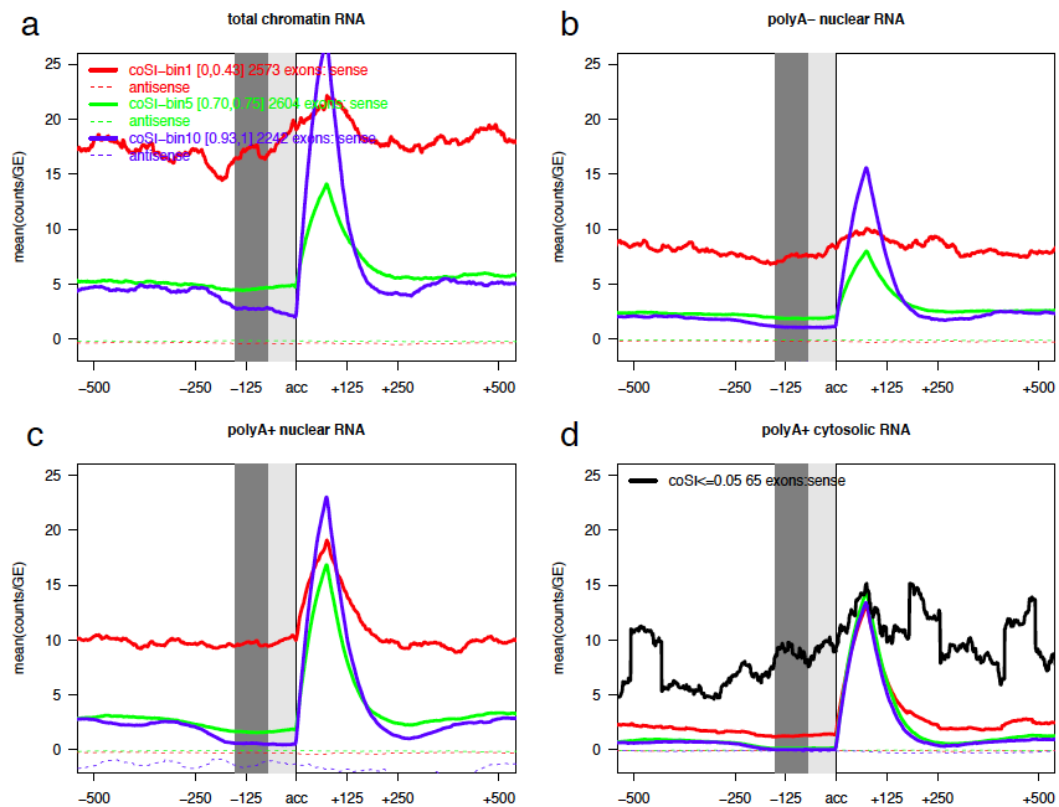 a
total chromatin RNA
mean(counts/GE)
25
20
15
10
5
0
coSI−bin1 [0,0.43] 2573 exons: sense
antisense
coSI−bin5 [0.70,0.75] 2604 exons: sense
antisense
coSI−bin10 [0.93,1] 2242 exons: sense
antisense
−500 −250 −125 acc +125 +250 +500
b
polyA− nuclear RNA
mean(counts/GE)
25
20
15
10
5
0
−500 −250 −125 acc +125 +250 +500
c
polyA+ nuclear RNA
mean(counts/GE)
25
20
15
10
5
0
−500 −250 −125 acc +125 +250 +500
d
polyA+ cytosolic RNA
mean(counts/GE)
25
20
15
10
5
0
coSI<=0.05 65 exons:sense
−500 −250 −125 acc +125 +250 +500